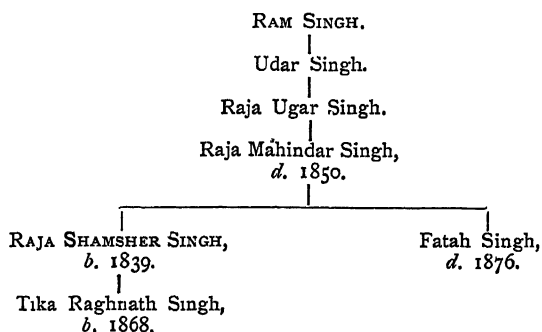 RAM SINGH.
Udar Singh.
Raja Ugar Singh.
Raja Mahindar Singh,
d. 1850.
RAJA SHAMSHER SINGH,
b. 1839.
Fatah Singh,
d. 1876.
Tika Raghnath Singh,
b. 1868.